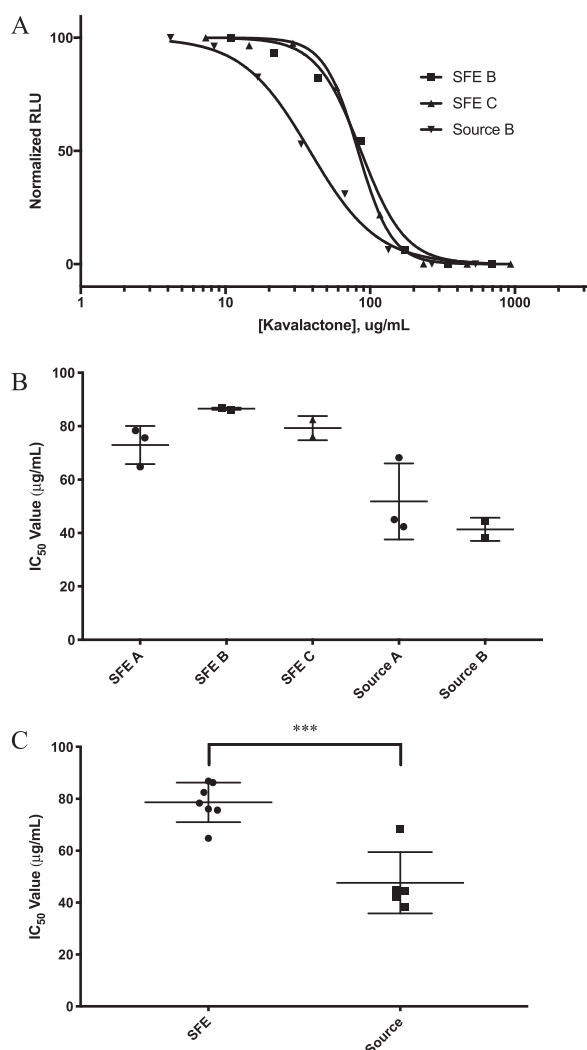 A
100
50
0
Normalized RLU
SFE B
SFE C
Source B
1 10 100 1000
[Kavalactone], ug/mL
B
100
80
60
40
20
0
IC50 Value (μg/mL)
SFE A
SFE B
SFE C
Source A
Source B
C
***
100
80
60
40
20
0
IC50 Value (μg/mL)
SFE
Source